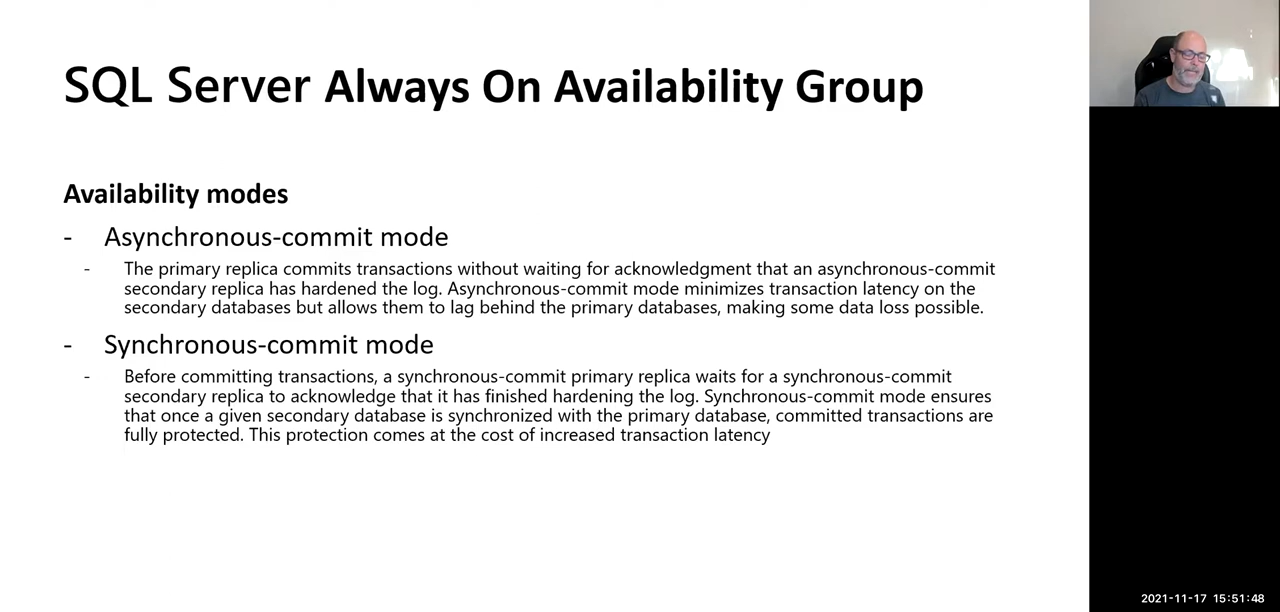 SQL Server Always On Availability Group
Availability modes
- Asynchronous-commit mode
- The primary replica commits transactions without waiting for acknowledgment that an asynchronous-commit
secondary replica has hardened the log. Asynchronous-commit mode minimizes transaction latency on the
secondary databases but allows them to lag behind the primary databases, making some data loss possible.
- Synchronous-commit mode
- Before committing transactions, a synchronous-commit primary replica waits for a synchronous-commit
secondary replica to acknowledge that it has finished hardening the log. Synchronous-commit mode ensures
that once a given secondary database is synchronized with the primary database, committed transactions are
fully protected. This protection comes at the cost of increased transaction latency
2021-11-17 15:51:48